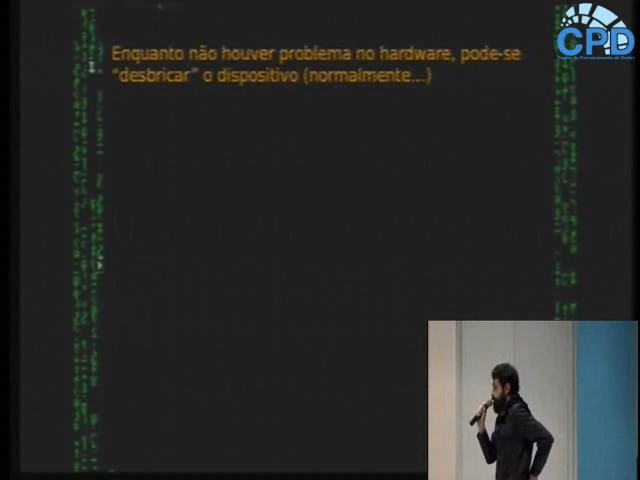 Enquanto não houver problema no hardware, pode-se
"desbricar" o dispositivo (normalmente...)
CPD